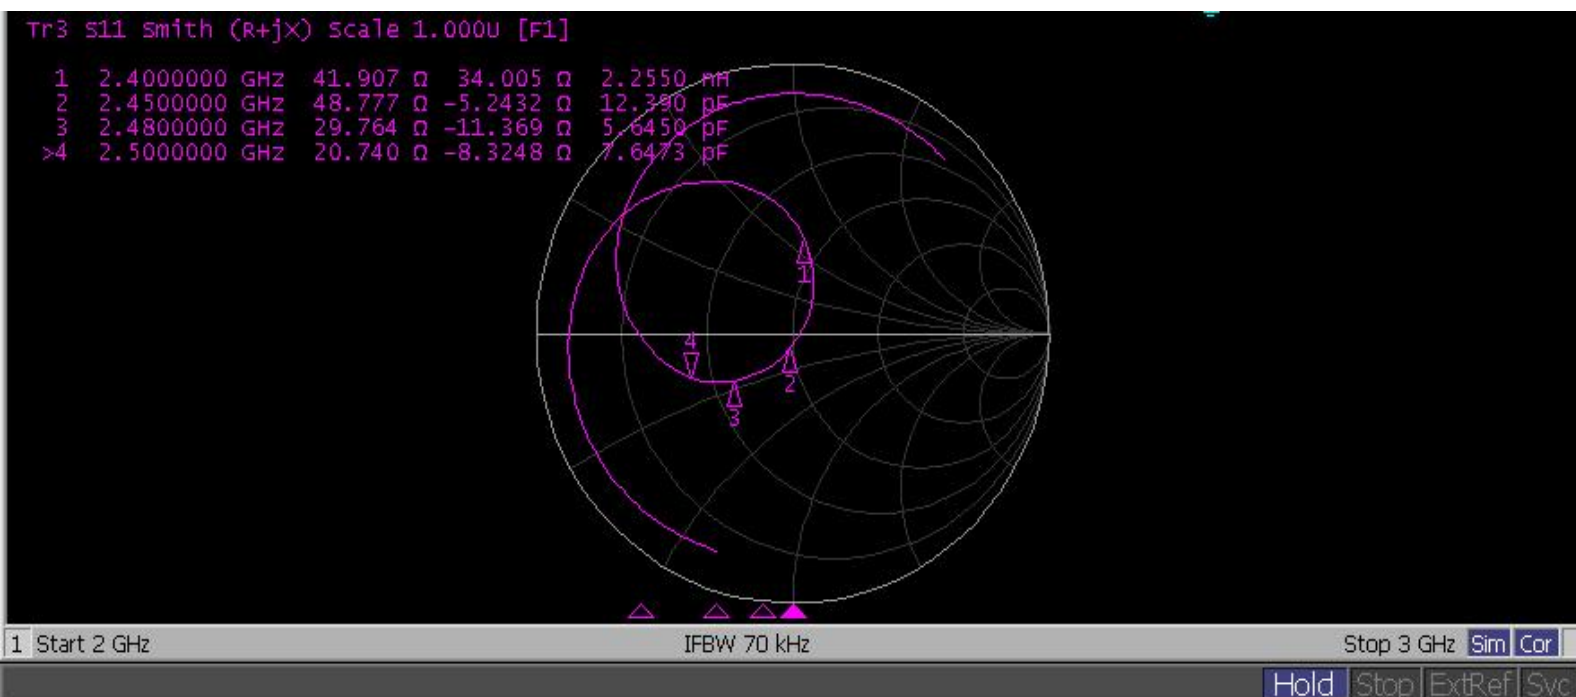 Tr3 S11 Smith (R+jX) Scale 1.000U [F1]
1 2.4000000 GHz 41.907 Ω 34.005 Ω 2.2550 nH
2 2.4500000 GHz 48.777 Ω -5.2432 Ω 12.390 pF
3 2.4800000 GHz 29.764 Ω -11.369 Ω 5.6450 pF
>4 2.5000000 GHz 20.740 Ω -8.3248 Ω 7.6473 pF
1
4
2
3
1 Start 2 GHz IFBW 70 kHz Stop 3 GHz Sim Cor
Hold Stop ExtRef Svc